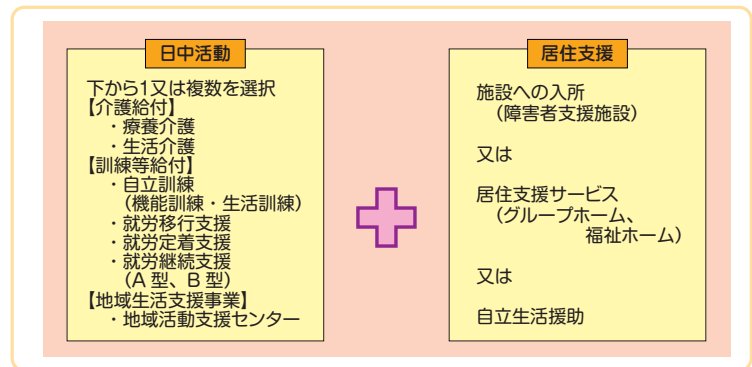 日中活動
下から1又は複数を選択
【介護給付】
・療養介護
・生活介護
【訓練等給付】
・自立訓練
（機能訓練・生活訓練）
・就労移行支援
・就労定着支援
・就労継続支援
（A 型、B 型）
【地域生活支援事業】
・地域活動支援センター
居住支援
施設への入所
（障害者支援施設）
又は
居住支援サービス
（グループホーム、
福祉ホーム）
又は
自立生活援助